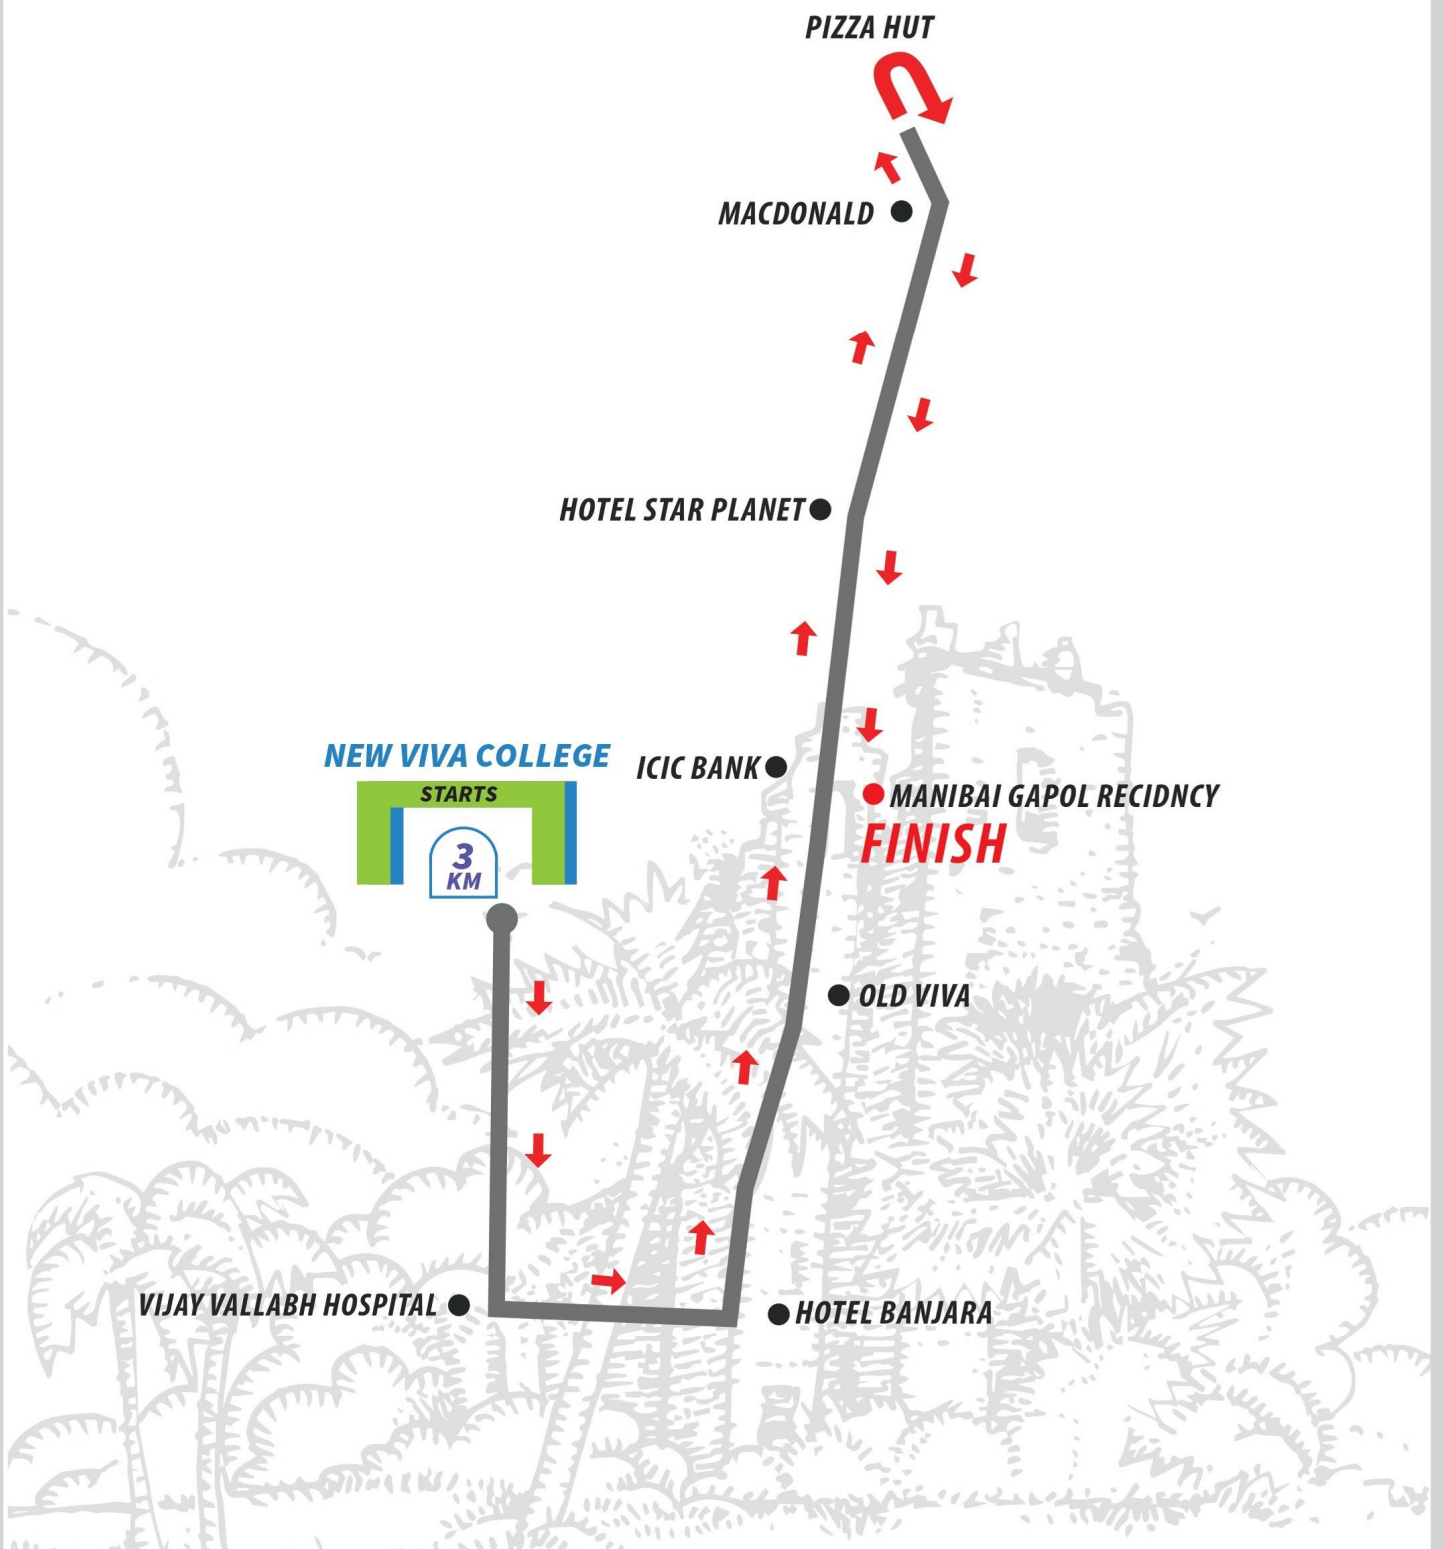 PIZZA HUT
MACDONALD
HOTEL STAR PLANET
NEW VIVA COLLEGE
STARTS
3
KM
ICIC BANK
MANIBAI GAPOL RECIDNCY
FINISH
OLD VIVA
VIJAY VALLABH HOSPITAL
HOTEL BANJARA